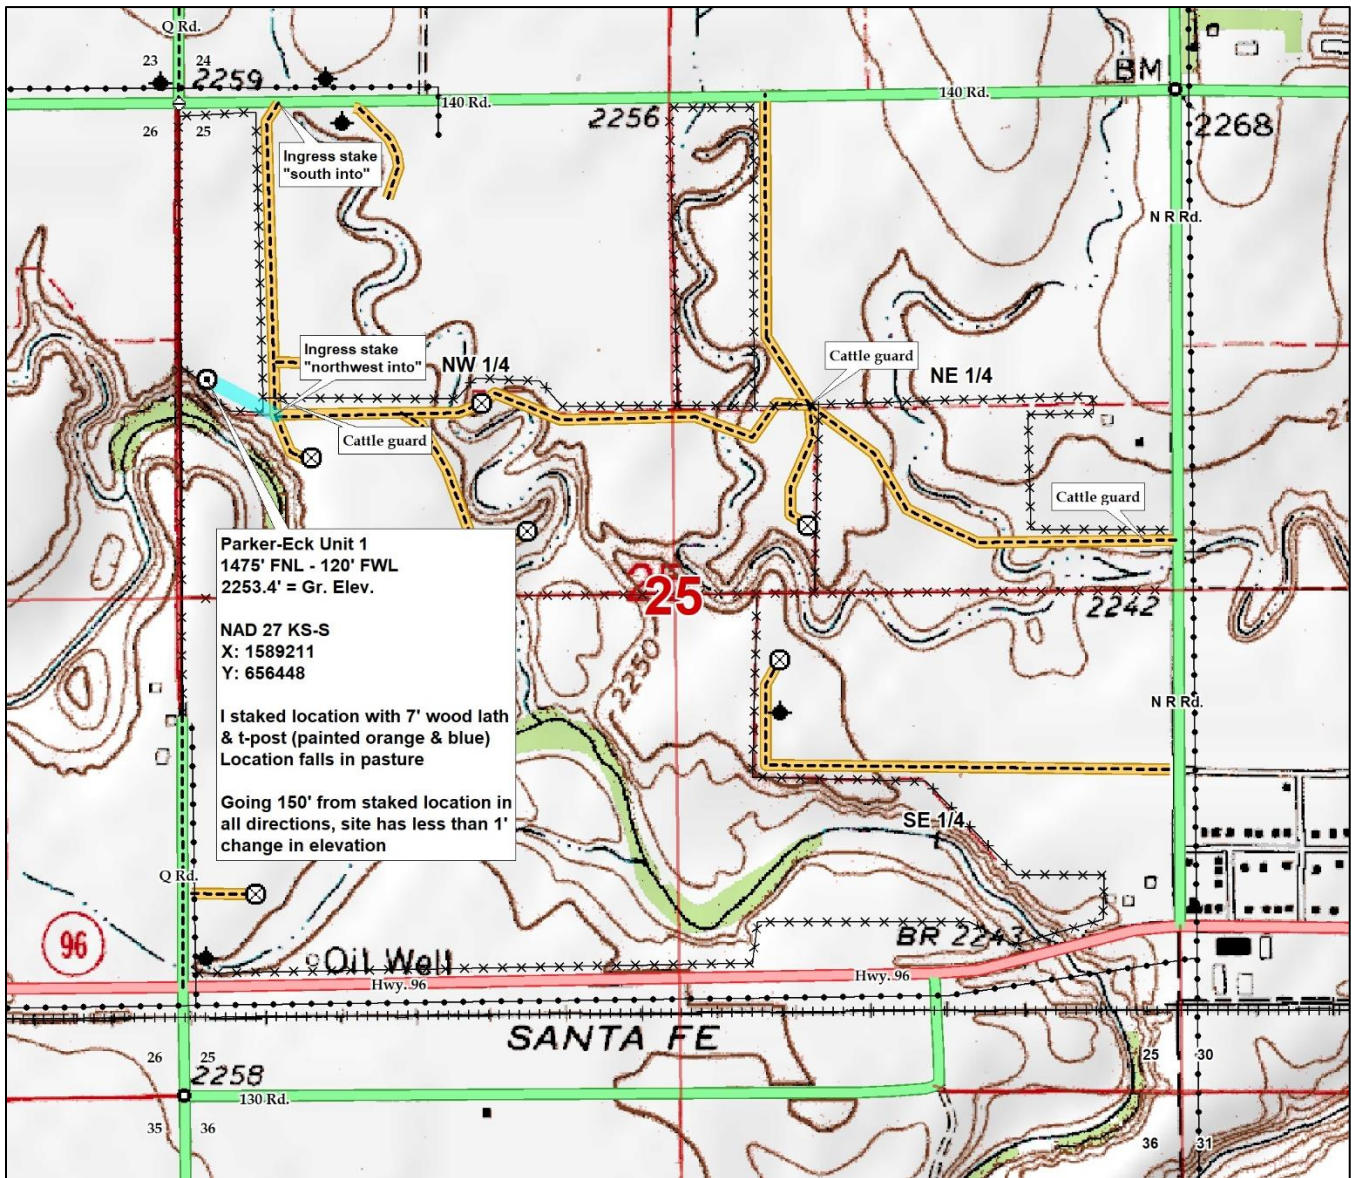 Q Rd.
23 24
2259
140 Rd.
140 Rd.
BM
26 25
2256
2268
Ingress stake
"south into"
N R Rd.
Ingress stake
"northwest into"
NW 1/4
Cattle guard
NE 1/4
Cattle guard
Cattle guard
Parker-Eck Unit 1
1475' FNL - 120' FWL
2253.4' = Gr. Elev.
NAD 27 KS-S
X: 1589211
Y: 656448
I staked location with 7' wood lath
& t-post (painted orange & blue)
Location falls in pasture
Going 150' from staked location in
all directions, site has less than 1'
change in elevation
25
2242
2250
N R Rd.
SE 1/4
Q Rd.
96
Oil Well
BR 2243
Hwy. 96
Hwy. 96
SANTA FE
26 25
25 30
2258
130 Rd.
35 36
36 31